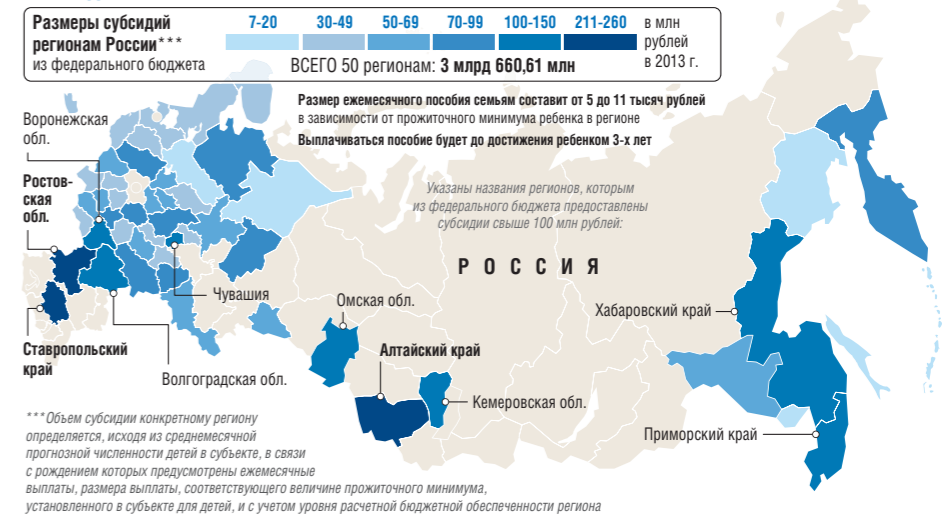 Размеры субсидий
регионам России***
из федерального бюджета
7-20 30-49 50-69 70-99 100-150 211-260
в млн
рублей
в 2013 г.
ВСЕГО 50 регионам: 3 млрд 660,61 млн
Размер ежемесячного пособия семьям составит от 5 до 11 тысяч рублей
в зависимости от прожиточного минимума ребенка в регионе
Выплачиваться пособие будет до достижения ребенком 3-х лет
Указаны названия регионов, которым
из федерального бюджета предоставлены
субсидии свыше 100 млн рублей:
РОССИЯ
Воронежская
обл.
Ростов-
ская
обл.
Чувашия
Ставропольский
край
Волгоградская обл.
Омская обл.
Алтайский край
Кемеровская обл.
Хабаровский край
Приморский край
***Объем субсидии конкретному региону
определяется, исходя из среднемесячной
прогнозной численности детей в субъекте, в связи
с рождением которых предусмотрены ежемесячные
выплаты, размера выплаты, соответствующего величине прожиточного минимума,
установленного в субъекте для детей, и с учетом уровня расчетной бюджетной обеспеченности региона